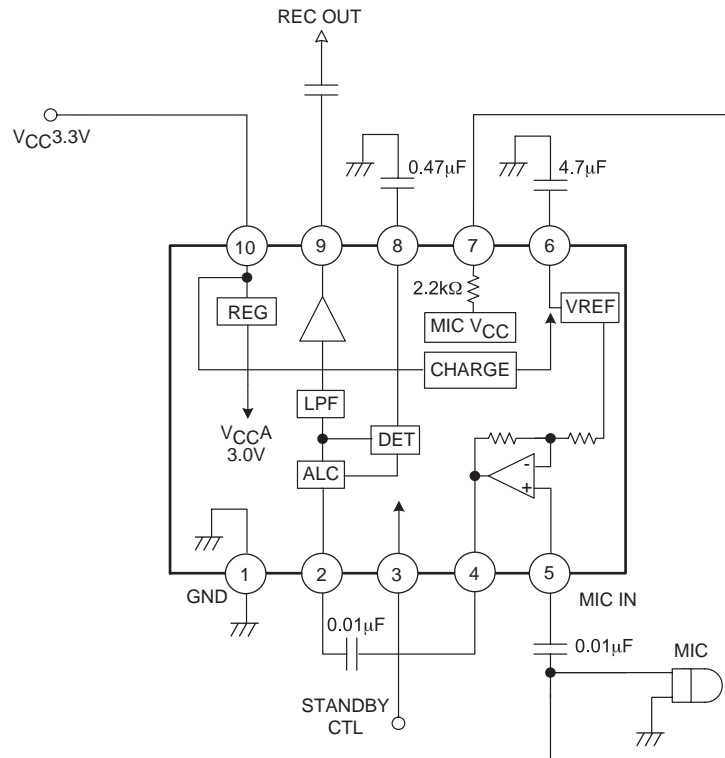 REC OUT
VCC3.3V
0.47μF
4.7μF
10
9
8
7
6
2.2kΩ
REG
MIC VCC
VREF
CHARGE
LPF
VCCA
3.0V
DET
ALC
-
+
1
2
3
4
5
GND
MIC IN
0.01μF
0.01μF
MIC
STANDBY
CTL